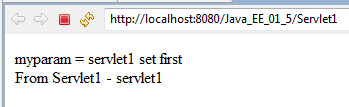 http://localhost:8080/Java_EE_01_5/Servlet1
myparam = servlet1 set first
From Servlet1 - servlet1